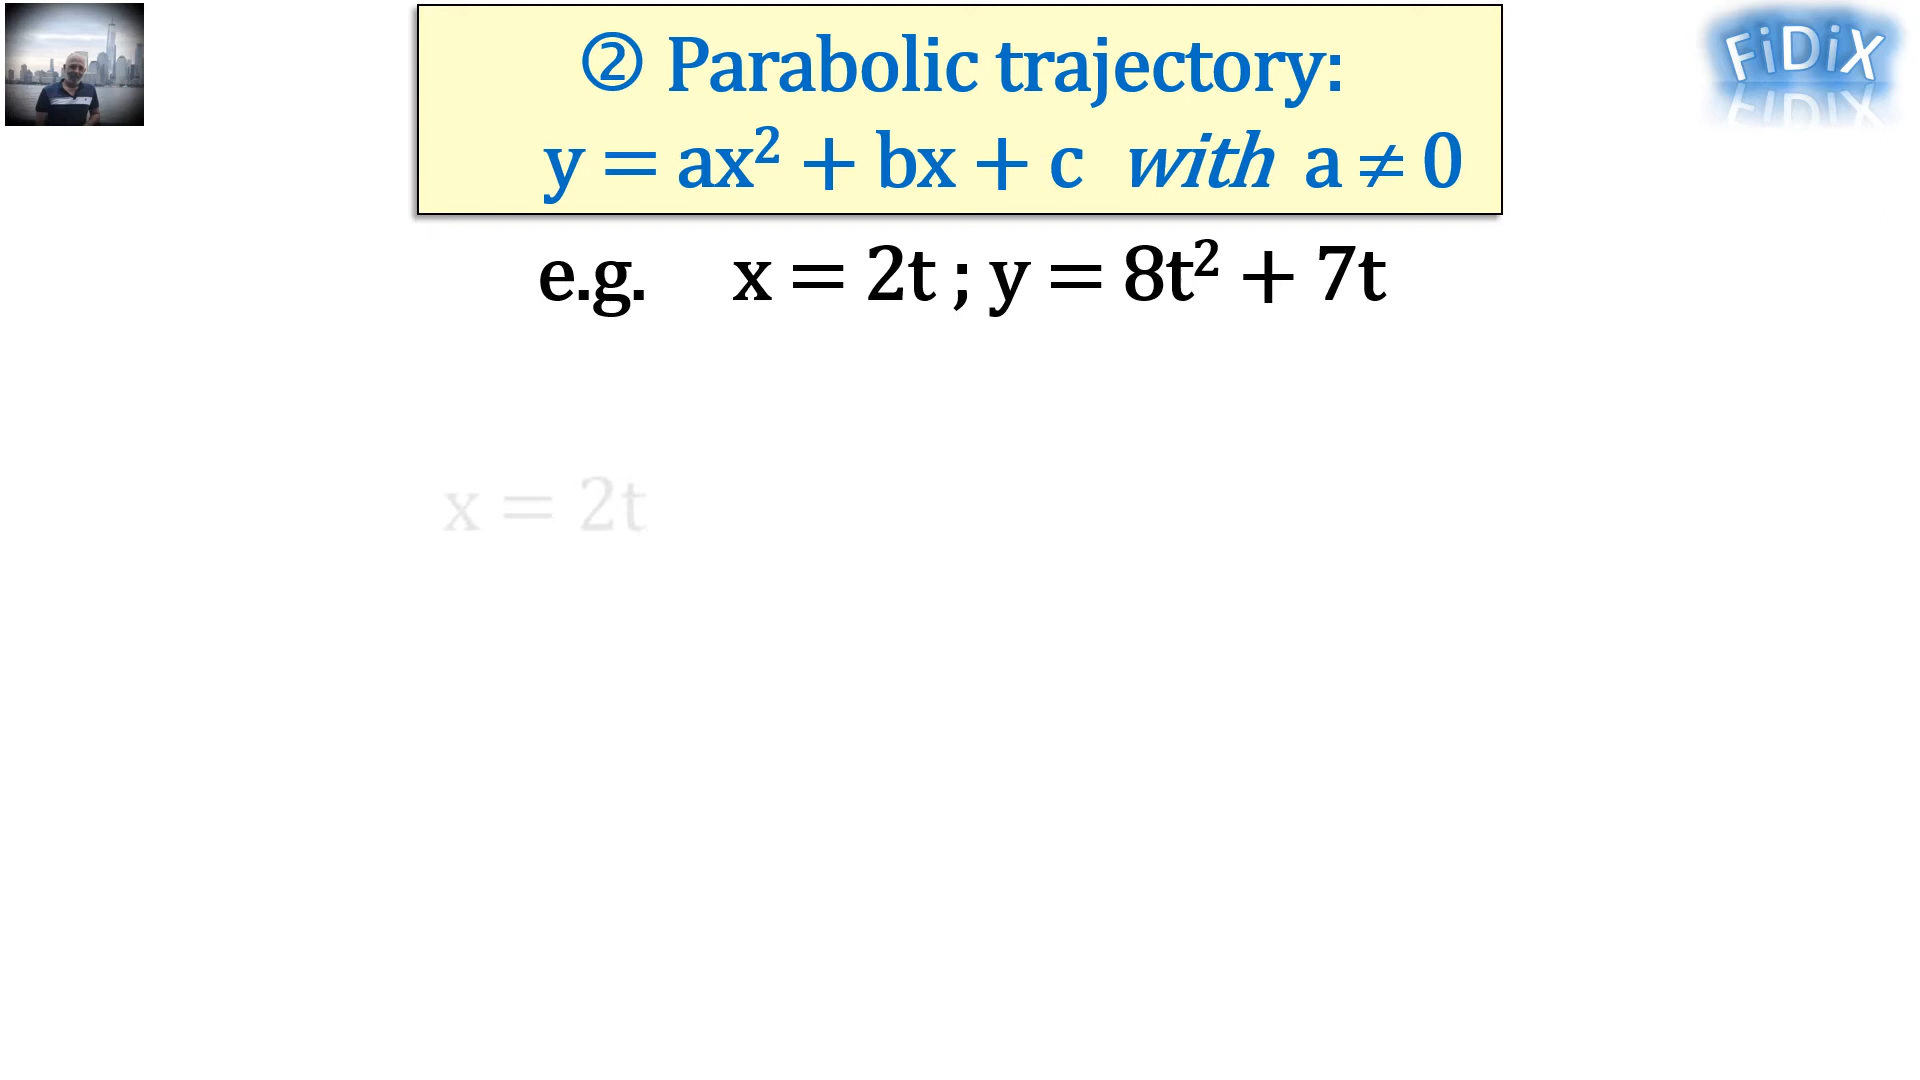 ② Parabolic trajectory:
y = ax² + bx + c with a ≠ 0
FiDiX
e.g. x = 2t ; y = 8t² + 7t
x = 2t